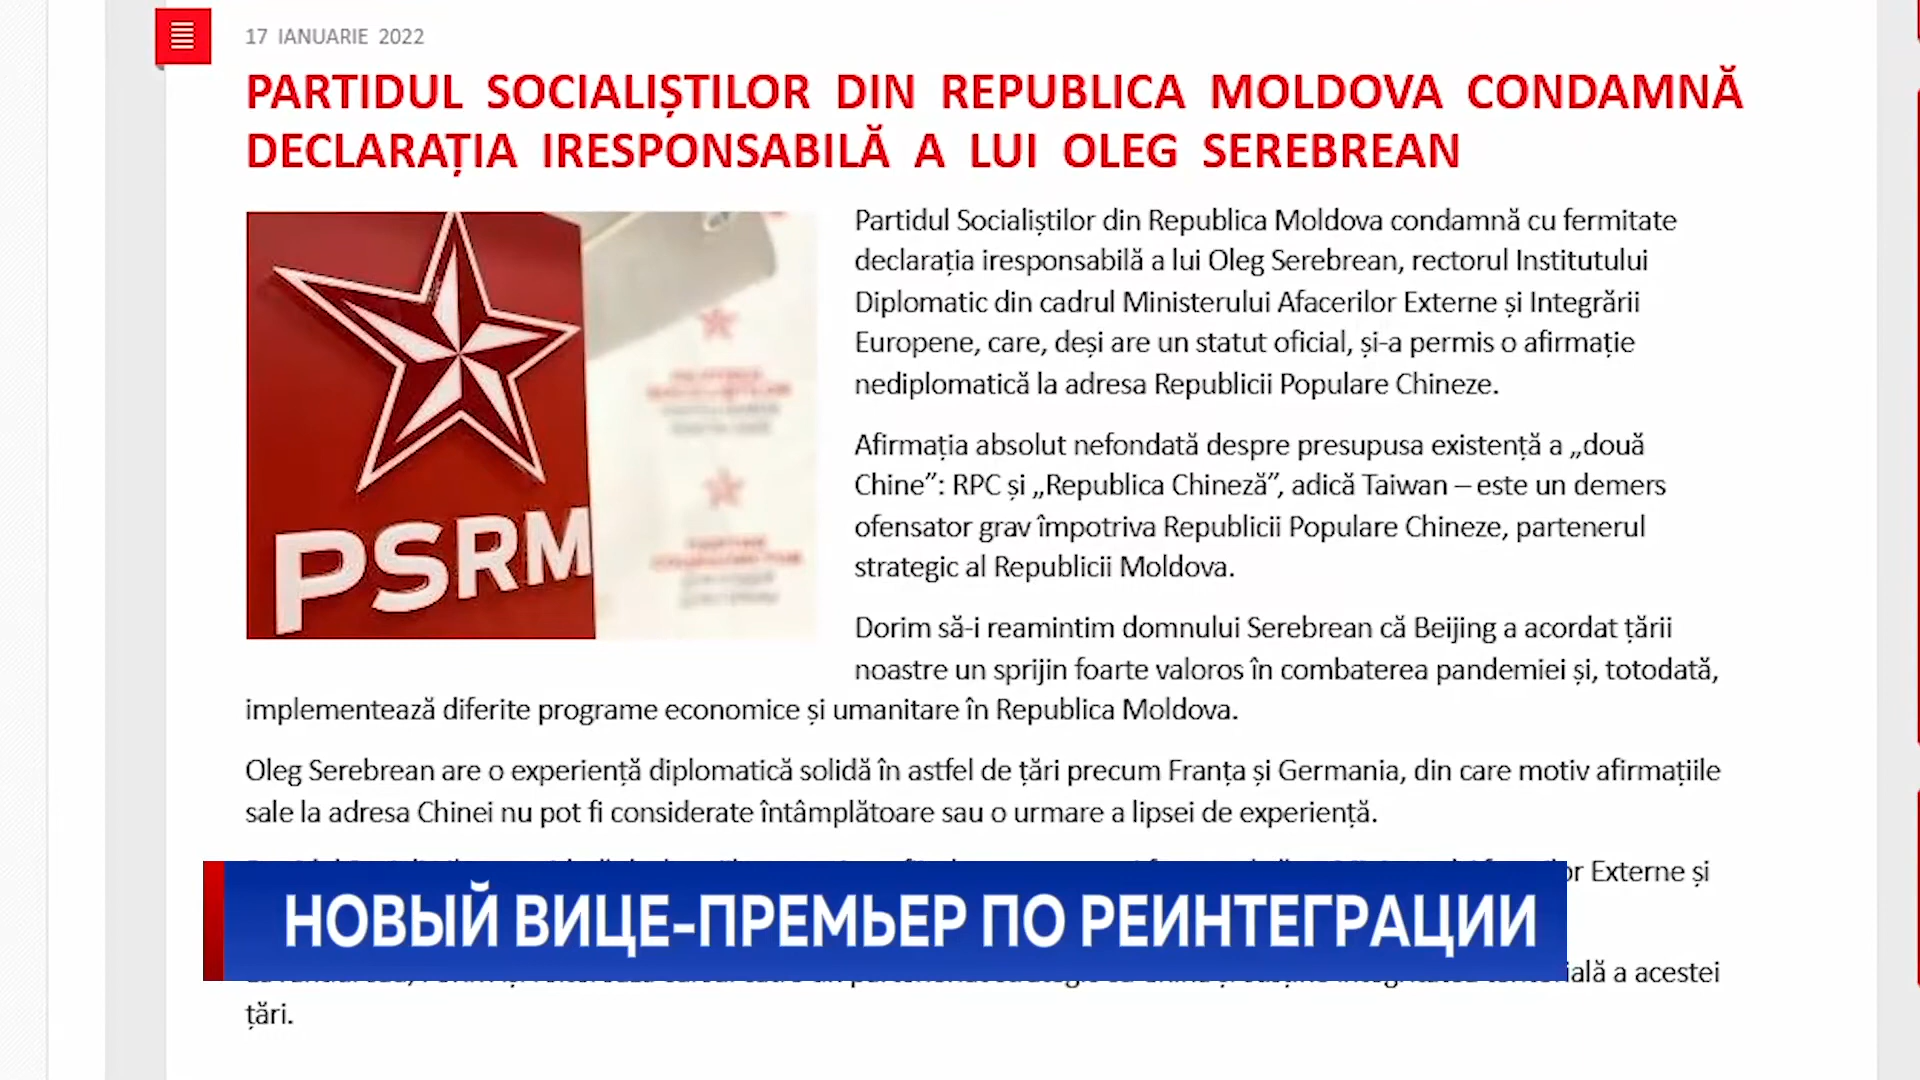 17 IANUARIE 2022
PARTIDUL SOCIALIȘTILOR DIN REPUBLICA MOLDOVA CONDAMNĂ
DECLARAȚIA IRESPONSABILĂ A LUI OLEG SEREBREAN
PSRM
Partidul Socialiștilor din Republica Moldova condamnă cu fermitate
declarația iresponsabilă a lui Oleg Serebrean, rectorul Institutului
Diplomatic din cadrul Ministerului Afacerilor Externe și Integrării
Europene, care, deși are un statut oficial, și-a permis o afirmație
nediplomatică la adresa Republicii Populare Chineze.
Afirmația absolut nefondată despre presupusa existență a „două
Chine”: RPC și „Republica Chineză”, adică Taiwan – este un demers
ofensator grav împotriva Republicii Populare Chineze, partenerul
strategic al Republicii Moldova.
Dorim să-i reamintim domnului Serebrean că Beijing a acordat țării
noastre un sprijin foarte valoros în combaterea pandemiei și, totodată,
implementează diferite programe economice și umanitare în Republica Moldova.
Oleg Serebrean are o experiență diplomatică solidă în astfel de țări precum Franța și Germania, din care motiv afirmațiile
sale la adresa Chinei nu pot fi considerate întâmplătoare sau o urmare a lipsei de experiență.
Externe și
НОВЫЙ ВИЦЕ-ПРЕМЬЕР ПО РЕИНТЕГРАЦИИ
a acestei
țări.